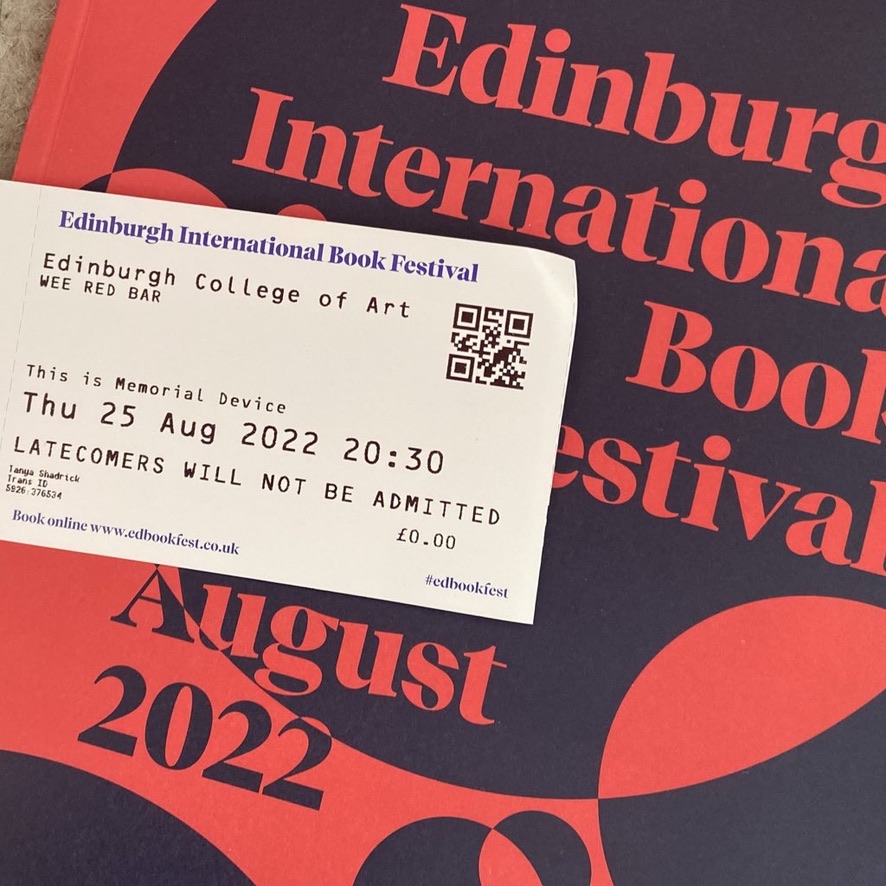 Edinburg
Internationa
Book
estival
August
2022
Edinburgh International Book Festival
Edinburgh College of Art
WEE RED BAR
This is Memorial Device
Thu 25 Aug 2022 20:30
LATECOMERS WILL NOT BE ADMITTED
Tanya Shadrick
Trans ID
5926:376534
£0.00
Book online www.edbookfest.co.uk
#edbookfest